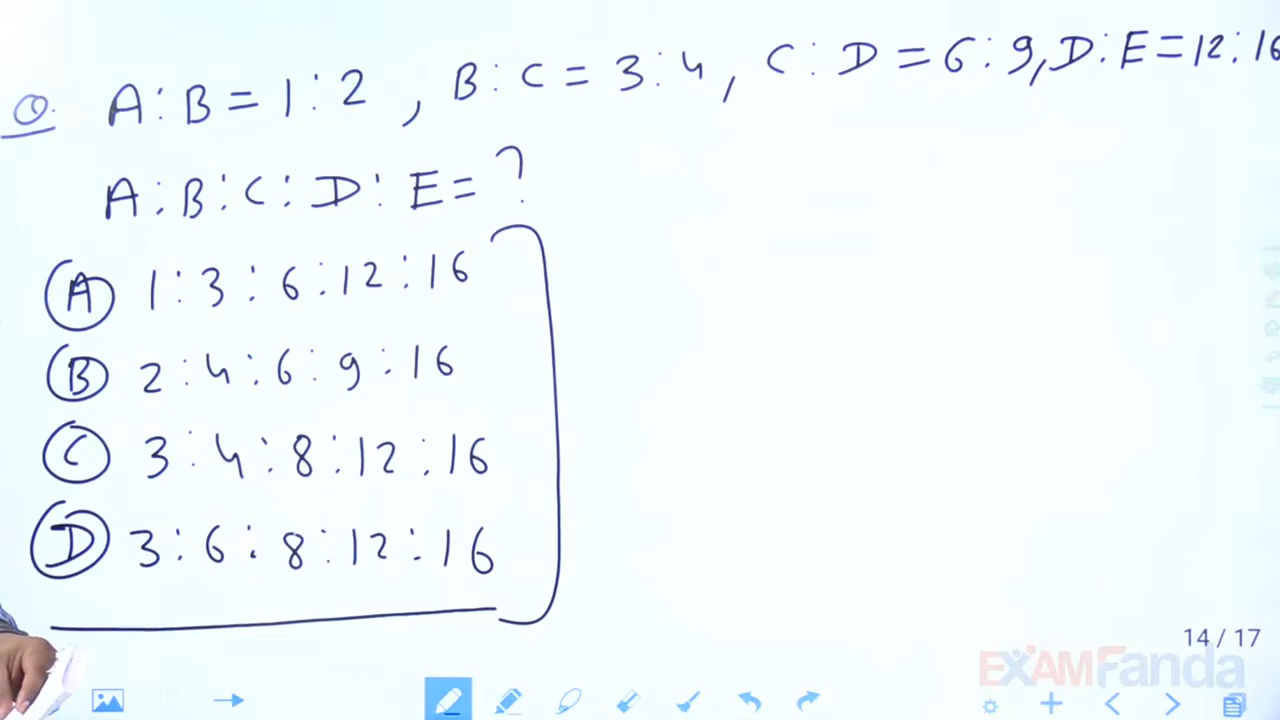 Q. A : B = 1 : 2 , B : C = 3 : 4 , C : D = 6 : 9, D : E = 12 : 16
A : B : C : D : E = ?
(A) 1 : 3 : 6 : 12 : 16
(B) 2 : 4 : 6 : 9 : 16
(C) 3 : 4 : 8 : 12 : 16
(D) 3 : 6 : 8 : 12 : 16
14 / 17
EXAMFanda